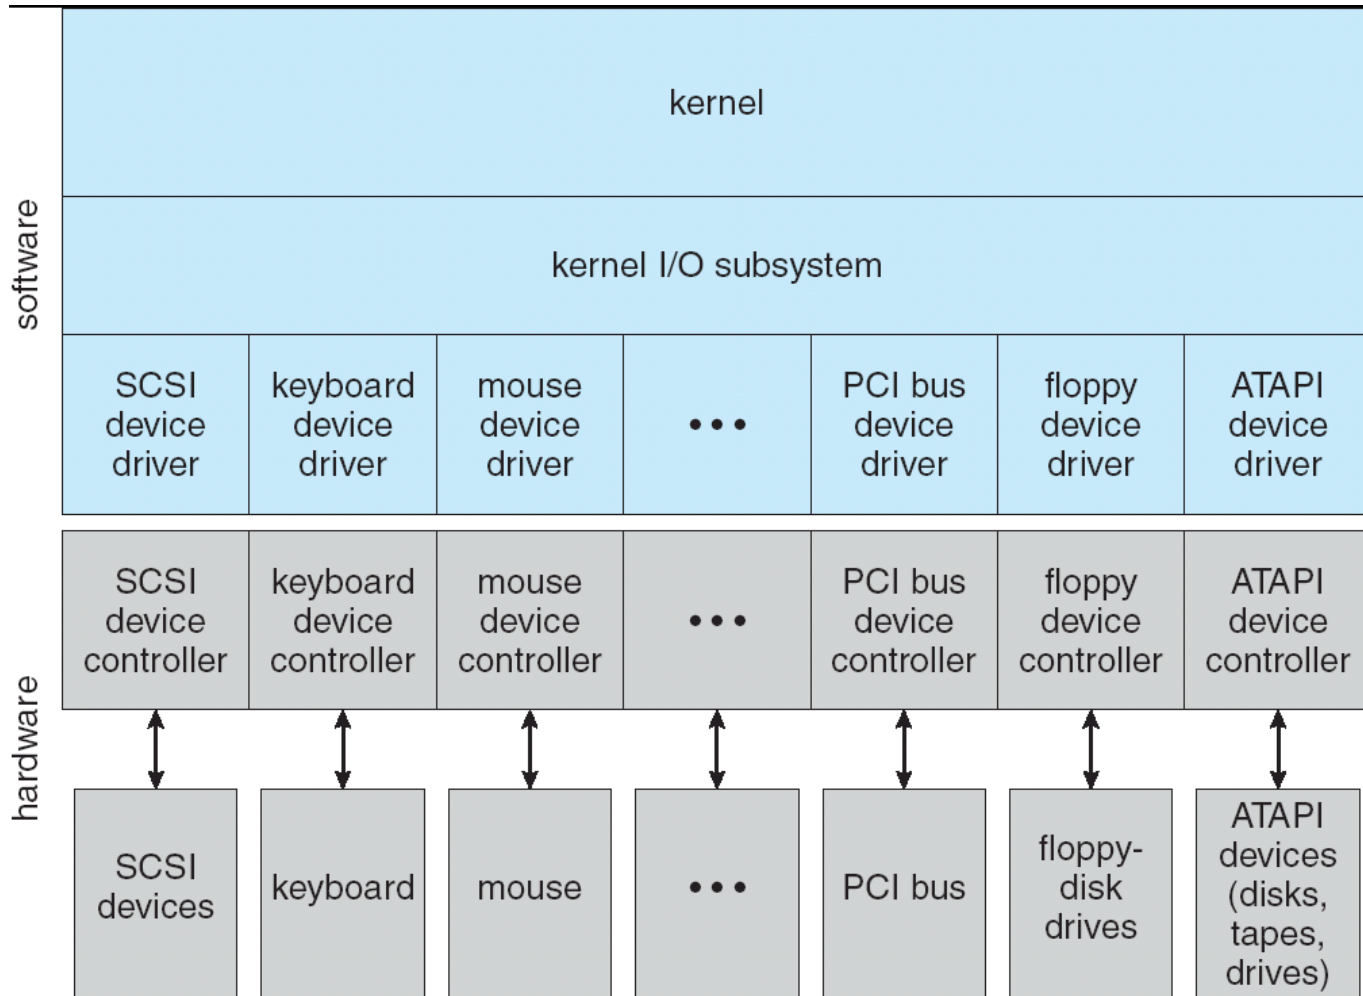 software
kernel
kernel I/O subsystem
SCSI
device
driver
keyboard
device
driver
mouse
device
driver
•••
PCI bus
device
driver
floppy
device
driver
ATAPI
device
driver
hardware
SCSI
device
controller
keyboard
device
controller
mouse
device
controller
•••
PCI bus
device
controller
floppy
device
controller
ATAPI
device
controller
SCSI
devices
keyboard
mouse
•••
PCI bus
floppy-
disk
drives
ATAPI
devices
(disks,
tapes,
drives)